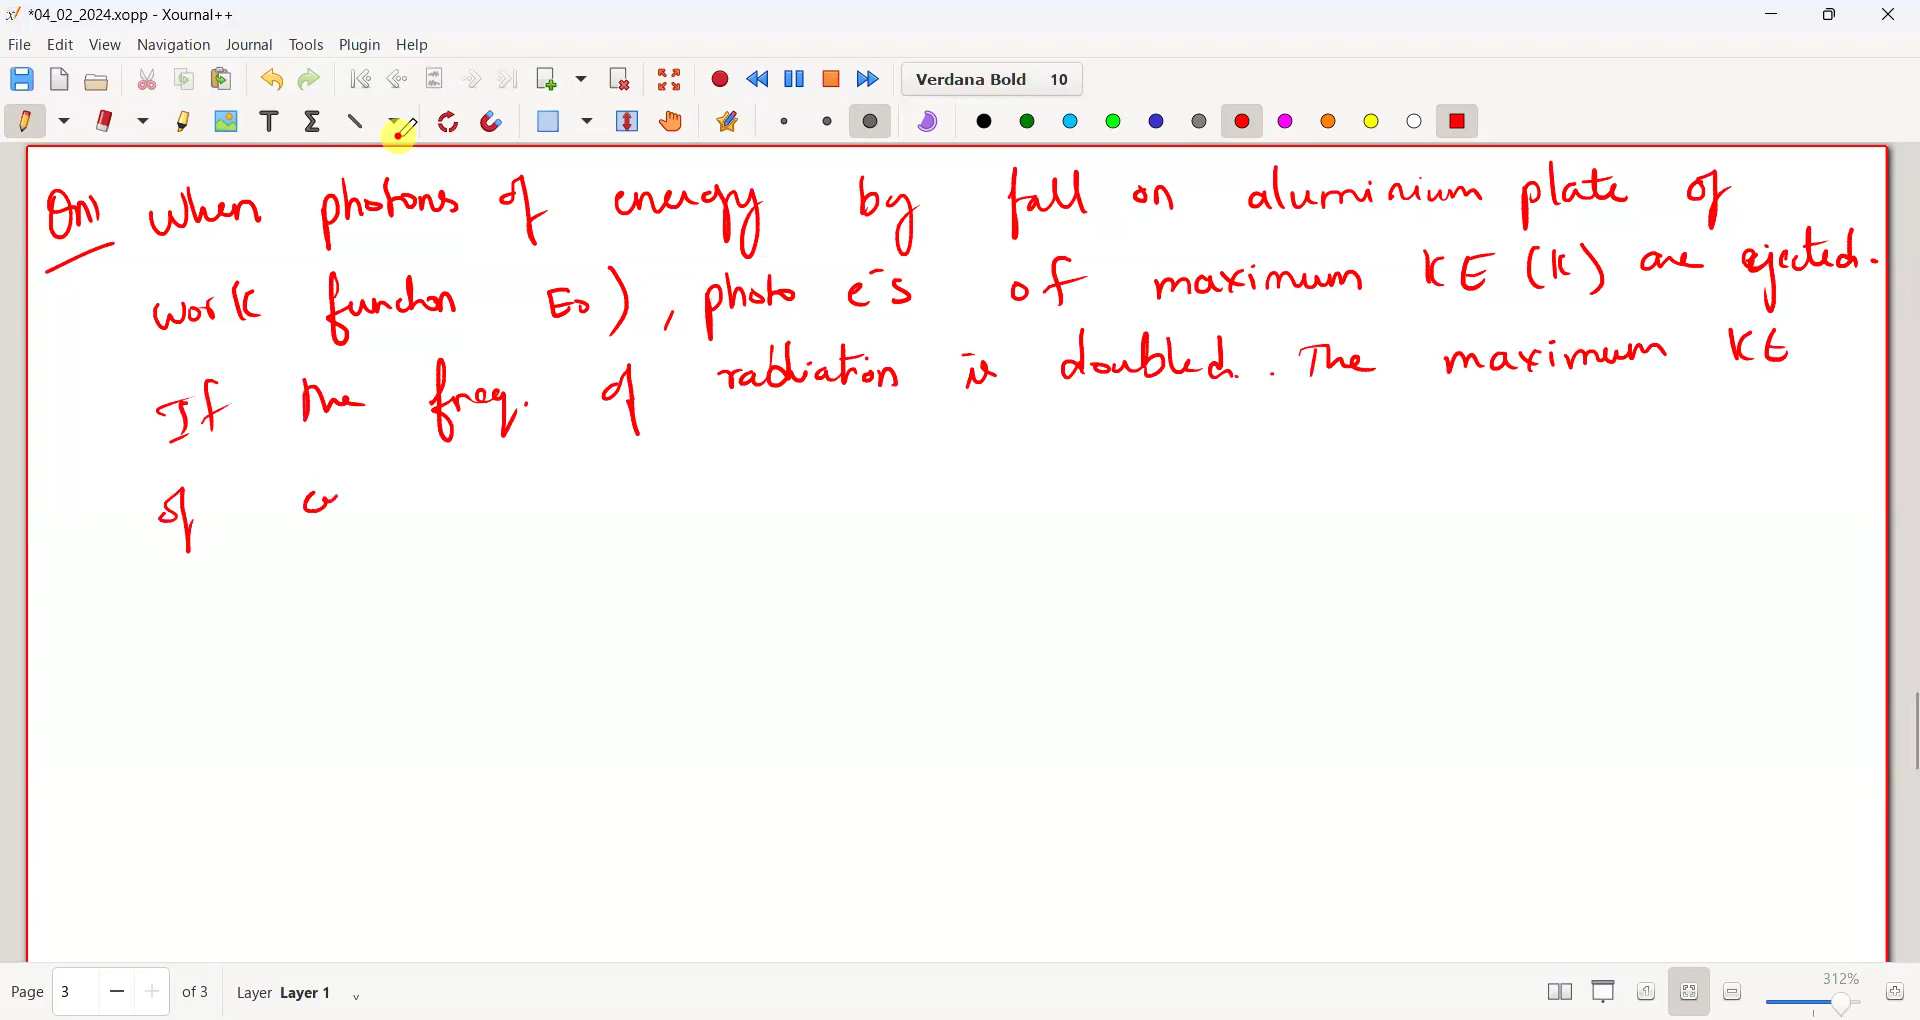 *04_02_2024.xopp - Xournal++
File Edit View Navigation Journal Tools Plugin Help
Verdana Bold 10
Qn) when photons of energy by fall on aluminium plate of
work function E0), photo e-s of maximum KE (K) are ejected.
If the freq. of radiation is doubled. The maximum KE
of
Page 3 of 3 Layer Layer 1 312%